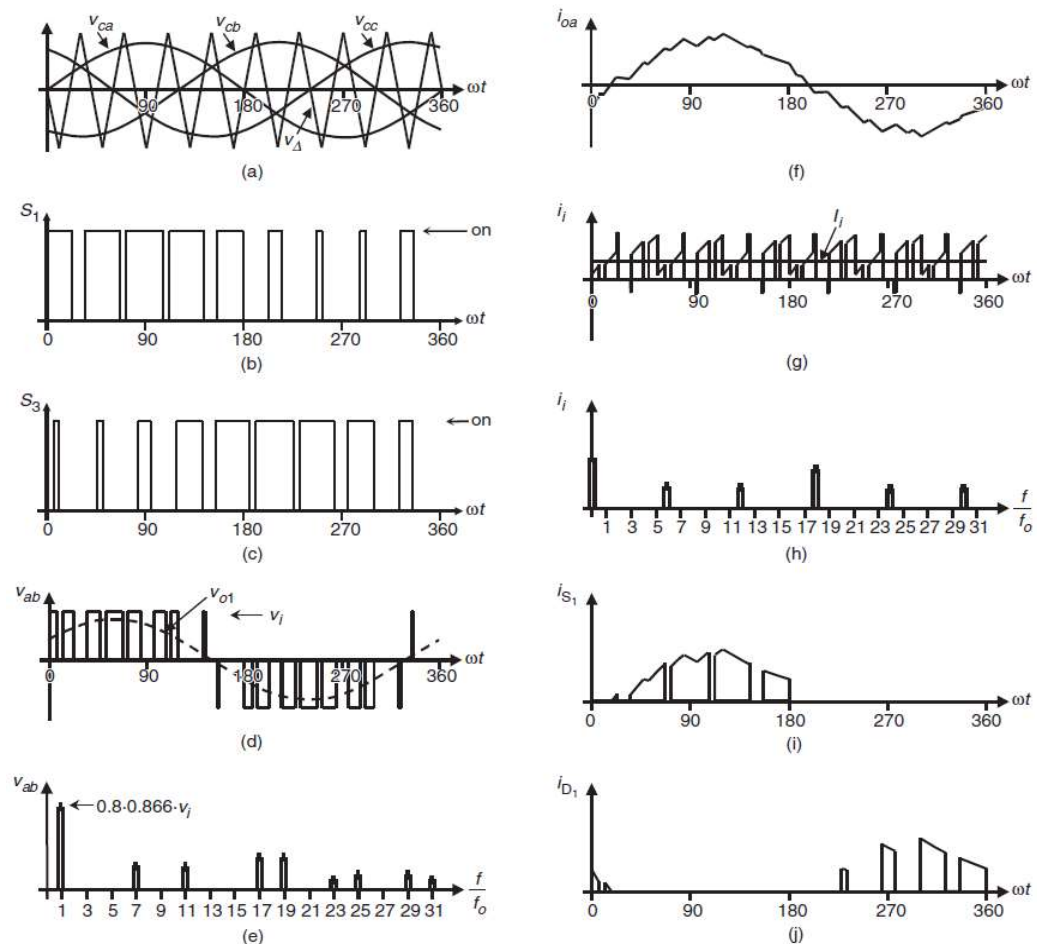 v_ca v_cb v_cc
ωt
90 180 270 360
v_Δ
(a)
S_1
on
ωt
0 90 180 270 360
(b)
S_3
on
ωt
0 90 180 270 360
(c)
v_ab
v_o1
v_i
ωt
0 90 180 270 360
(d)
v_ab
0.8·0.866·v_i
f/f_o
1 3 5 7 9 11 13 15 17 19 21 23 25 27 29 31
(e)
i_oa
ωt
0 90 180 270 360
(f)
i_i
I_i
ωt
0 90 180 270 360
(g)
i_i
f/f_o
1 3 5 7 9 11 13 15 17 19 21 23 25 27 29 31
(h)
i_S1
ωt
0 90 180 270 360
(i)
i_D1
ωt
0 90 180 270 360
(j)